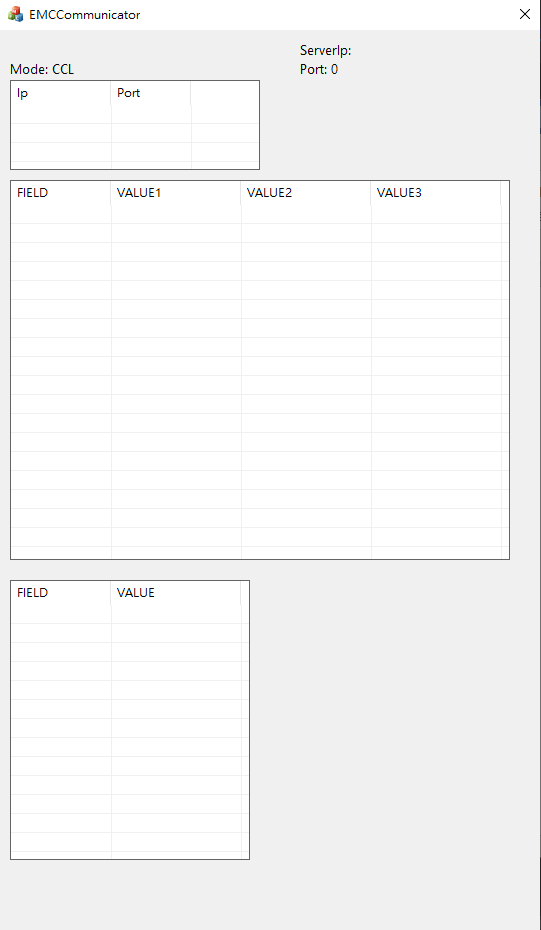 EMCCommunicator
ServerIp:
Mode: CCL
Port: 0
Ip Port
FIELD VALUE1 VALUE2 VALUE3
FIELD VALUE